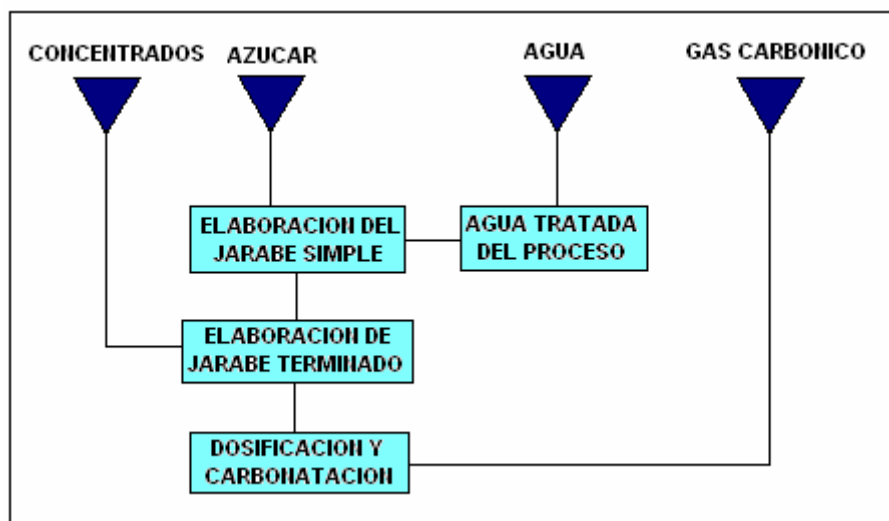 CONCENTRADOS
AZUCAR
AGUA
GAS CARBONICO
ELABORACION DEL
JARABE SIMPLE
AGUA TRATADA
DEL PROCESO
ELABORACION DE
JARABE TERMINADO
DOSIFICACION Y
CARBONATACION